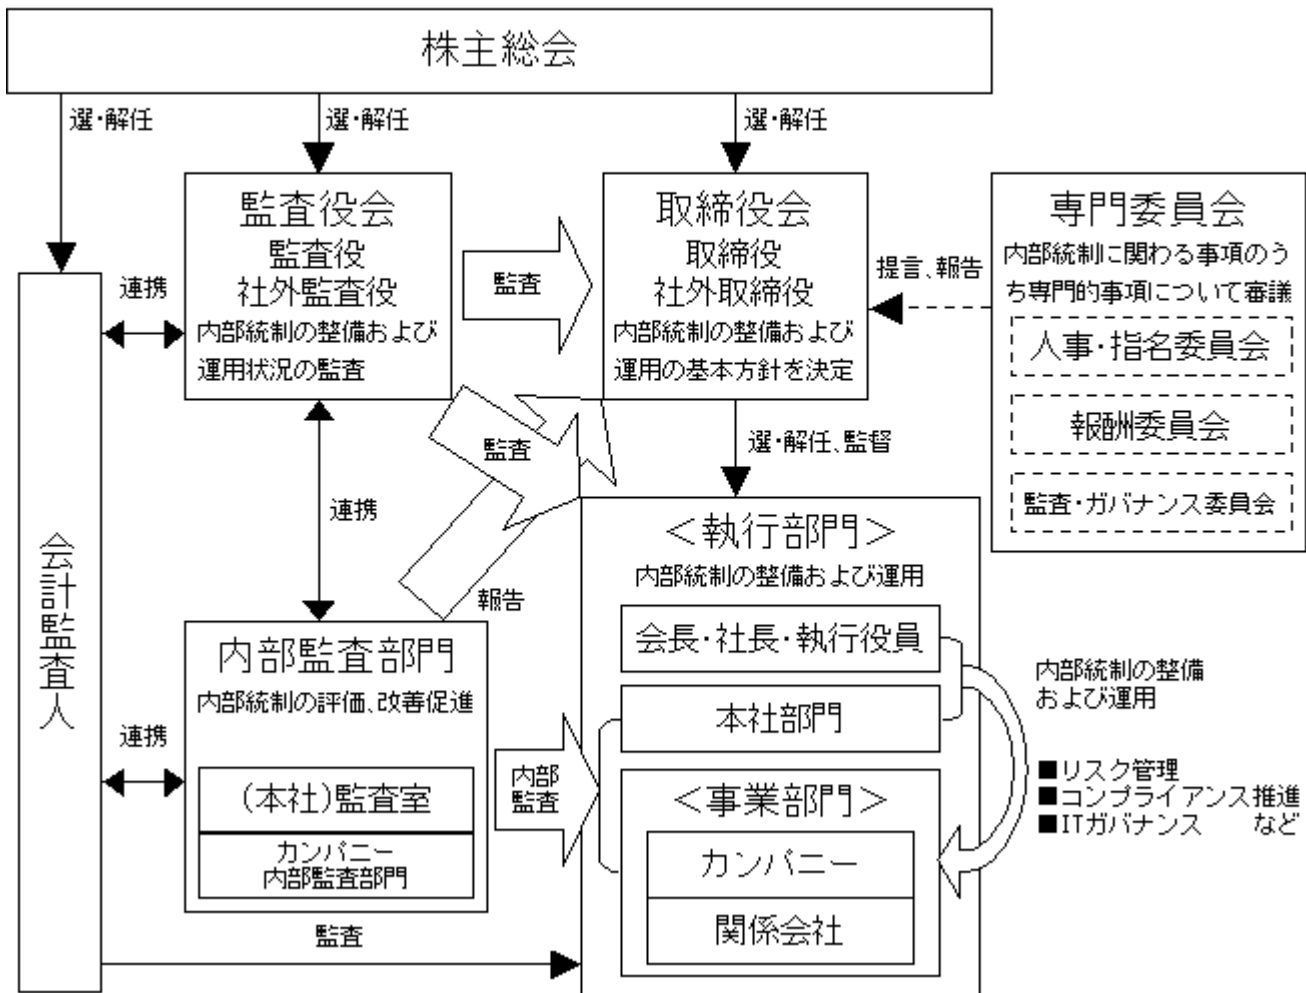 株主総会
選・解任
選・解任
選・解任
監査役会
監査役
社外監査役
内部統制の整備および
運用状況の監査
監査
取締役会
取締役
社外取締役
内部統制の整備および
運用の基本方針を決定
提言、報告
専門委員会
内部統制に関わる事項のう
ち専門的事項について審議
人事・指名委員会
報酬委員会
監査・ガバナンス委員会
連携
連携
監査
報告
選・解任、監督
会計監査人
連携
内部監査部門
内部統制の評価、改善促進
(本社)監査室
カンパニー
内部監査部門
内部
監査
監査
<執行部門>
内部統制の整備および運用
会長・社長・執行役員
本社部門
<事業部門>
カンパニー
関係会社
内部統制の整備
および運用
■リスク管理
■コンプライアンス推進
■ITガバナンス など